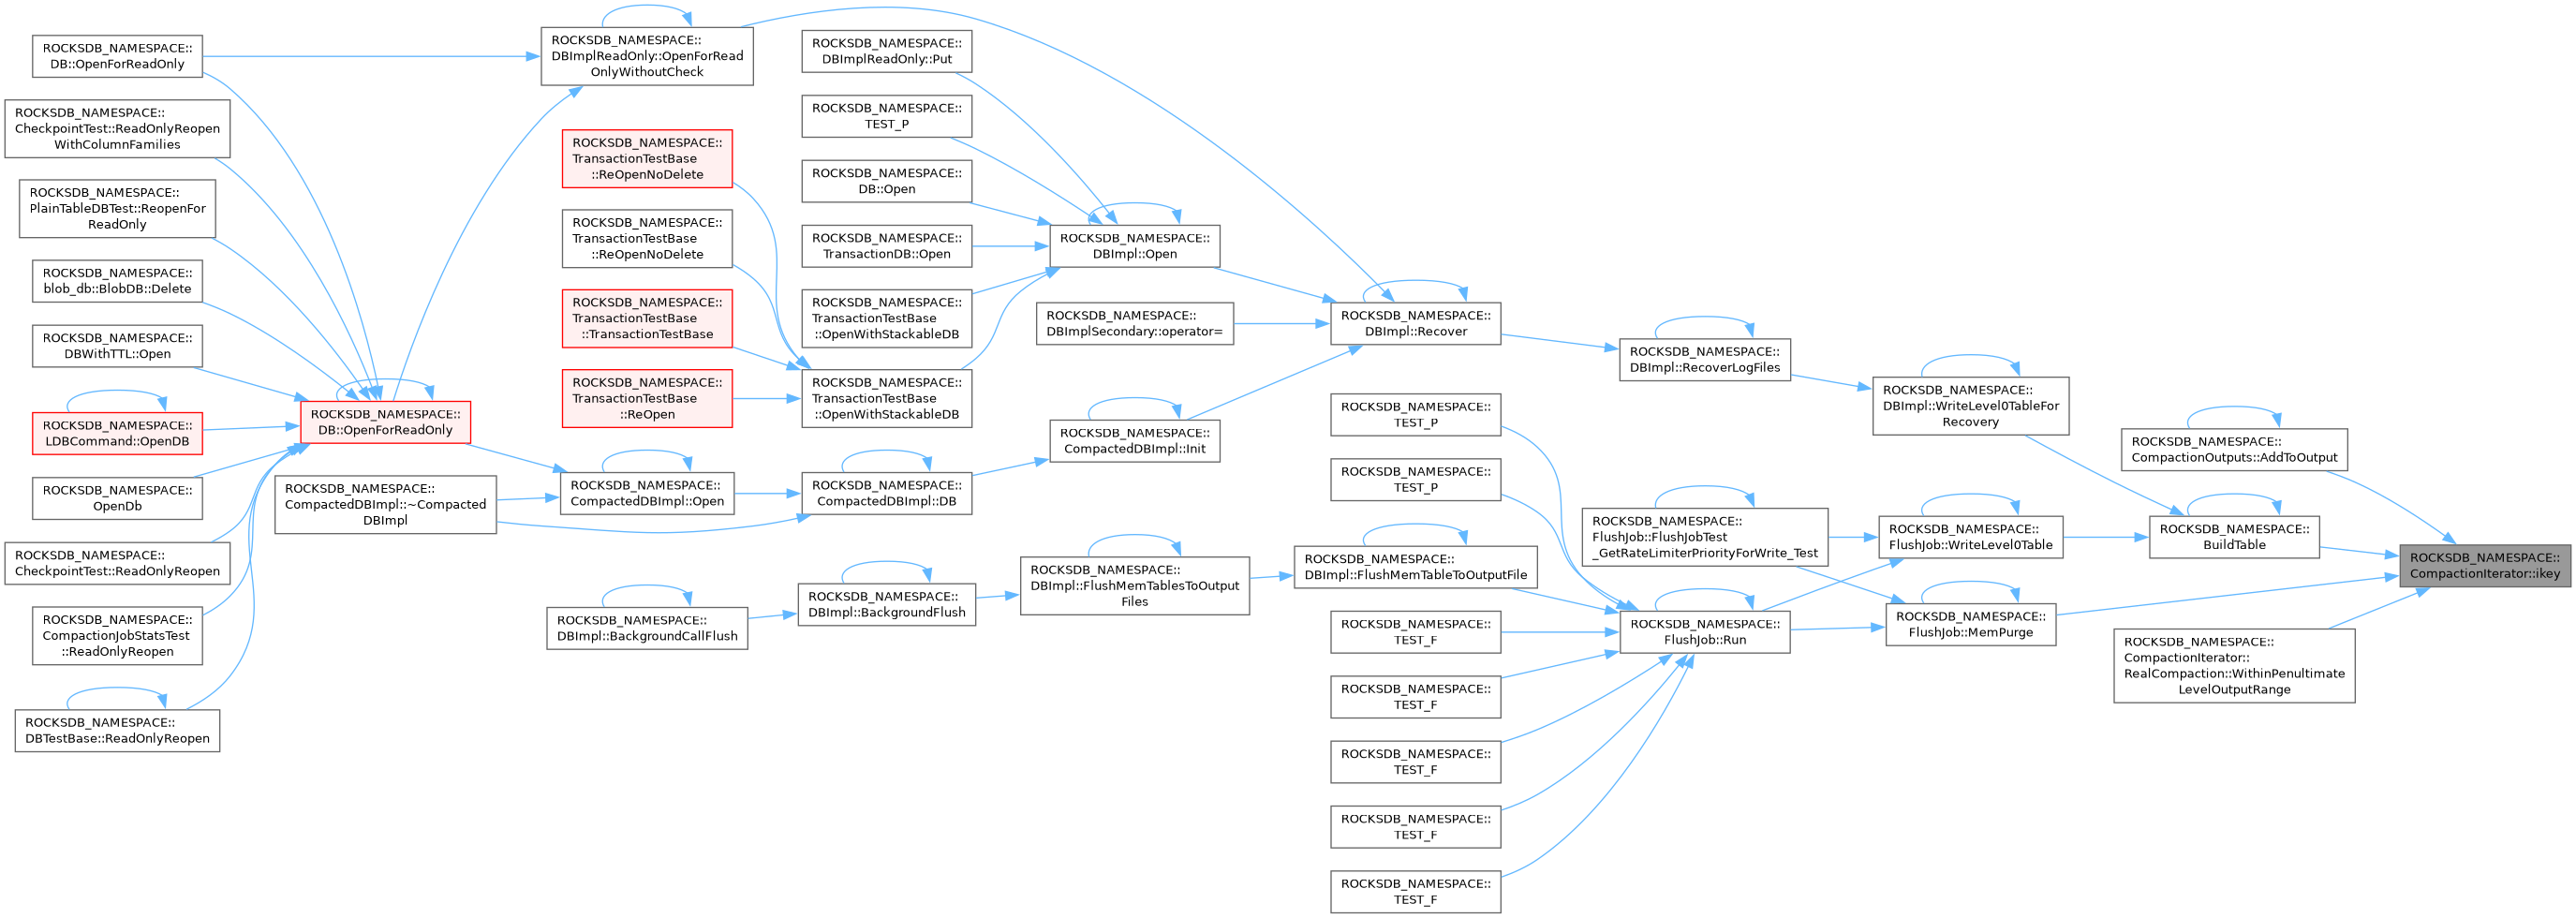 ROCKSDB_NAMESPACE::
DB::OpenForReadOnly
ROCKSDB_NAMESPACE::
CheckpointTest::ReadOnlyReopen
WithColumnFamilies
ROCKSDB_NAMESPACE::
PlainTableDBTest::ReopenFor
ReadOnly
ROCKSDB_NAMESPACE::
blob_db::BlobDB::Delete
ROCKSDB_NAMESPACE::
DBWithTTL::Open
ROCKSDB_NAMESPACE::
LDBCommand::OpenDB
ROCKSDB_NAMESPACE::
OpenDb
ROCKSDB_NAMESPACE::
CheckpointTest::ReadOnlyReopen
ROCKSDB_NAMESPACE::
CompactionJobStatsTest
::ReadOnlyReopen
ROCKSDB_NAMESPACE::
DBTestBase::ReadOnlyReopen
ROCKSDB_NAMESPACE::
DB::OpenForReadOnly
ROCKSDB_NAMESPACE::
CompactedDBImpl::~Compacted
DBImpl
ROCKSDB_NAMESPACE::
DBImplReadOnly::OpenForRead
OnlyWithoutCheck
ROCKSDB_NAMESPACE::
TransactionTestBase
::ReOpenNoDelete
ROCKSDB_NAMESPACE::
TransactionTestBase
::ReOpenNoDelete
ROCKSDB_NAMESPACE::
TransactionTestBase
::TransactionTestBase
ROCKSDB_NAMESPACE::
TransactionTestBase
::ReOpen
ROCKSDB_NAMESPACE::
CompactedDBImpl::Open
ROCKSDB_NAMESPACE::
DBImpl::BackgroundCallFlush
ROCKSDB_NAMESPACE::
DBImplReadOnly::Put
ROCKSDB_NAMESPACE::
TEST_P
ROCKSDB_NAMESPACE::
DB::Open
ROCKSDB_NAMESPACE::
TransactionDB::Open
ROCKSDB_NAMESPACE::
TransactionTestBase
::OpenWithStackableDB
ROCKSDB_NAMESPACE::
TransactionTestBase
::OpenWithStackableDB
ROCKSDB_NAMESPACE::
CompactedDBImpl::DB
ROCKSDB_NAMESPACE::
DBImpl::BackgroundFlush
ROCKSDB_NAMESPACE::
DBImpl::Open
ROCKSDB_NAMESPACE::
DBImplSecondary::operator=
ROCKSDB_NAMESPACE::
CompactedDBImpl::Init
ROCKSDB_NAMESPACE::
DBImpl::FlushMemTablesToOutput
Files
ROCKSDB_NAMESPACE::
DBImpl::Recover
ROCKSDB_NAMESPACE::
TEST_P
ROCKSDB_NAMESPACE::
TEST_P
ROCKSDB_NAMESPACE::
DBImpl::FlushMemTableToOutputFile
ROCKSDB_NAMESPACE::
TEST_F
ROCKSDB_NAMESPACE::
TEST_F
ROCKSDB_NAMESPACE::
TEST_F
ROCKSDB_NAMESPACE::
TEST_F
ROCKSDB_NAMESPACE::
TEST_F
ROCKSDB_NAMESPACE::
DBImpl::RecoverLogFiles
ROCKSDB_NAMESPACE::
FlushJob::FlushJobTest
_GetRateLimiterPriorityForWrite_Test
ROCKSDB_NAMESPACE::
FlushJob::Run
ROCKSDB_NAMESPACE::
DBImpl::WriteLevel0TableFor
Recovery
ROCKSDB_NAMESPACE::
FlushJob::WriteLevel0Table
ROCKSDB_NAMESPACE::
FlushJob::MemPurge
ROCKSDB_NAMESPACE::
CompactionOutputs::AddToOutput
ROCKSDB_NAMESPACE::
BuildTable
ROCKSDB_NAMESPACE::
CompactionIterator::
RealCompaction::WithinPenultimate
LevelOutputRange
ROCKSDB_NAMESPACE::
CompactionIterator::ikey